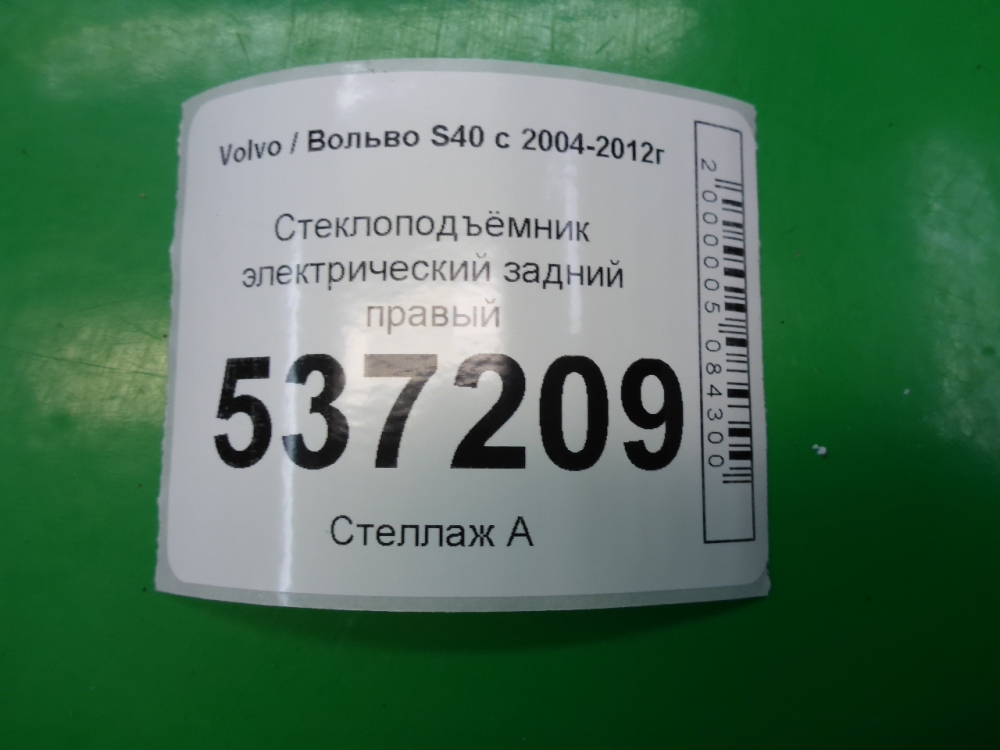 Volvo / Вольво S40 с 2004-2012г
Стеклоподъёмник
электрический задний
правый
537209
Стеллаж А
2000005084300